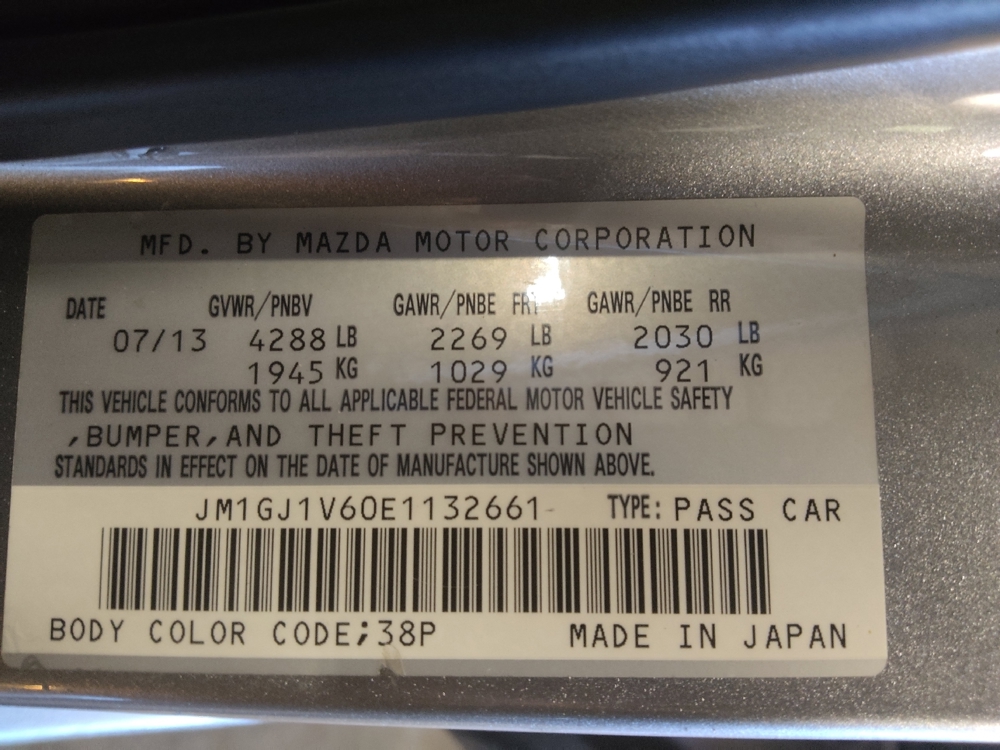 MFD. BY MAZDA MOTOR CORPORATION
DATE GVWR/PNBV GAWR/PNBE FRT GAWR/PNBE RR
07/13 4288 LB 2269 LB 2030 LB
1945 KG 1029 KG 921 KG
THIS VEHICLE CONFORMS TO ALL APPLICABLE FEDERAL MOTOR VEHICLE SAFETY
,BUMPER,AND THEFT PREVENTION
STANDARDS IN EFFECT ON THE DATE OF MANUFACTURE SHOWN ABOVE.
JM1GJ1V60E1132661 TYPE: PASS CAR
BODY COLOR CODE;38P MADE IN JAPAN